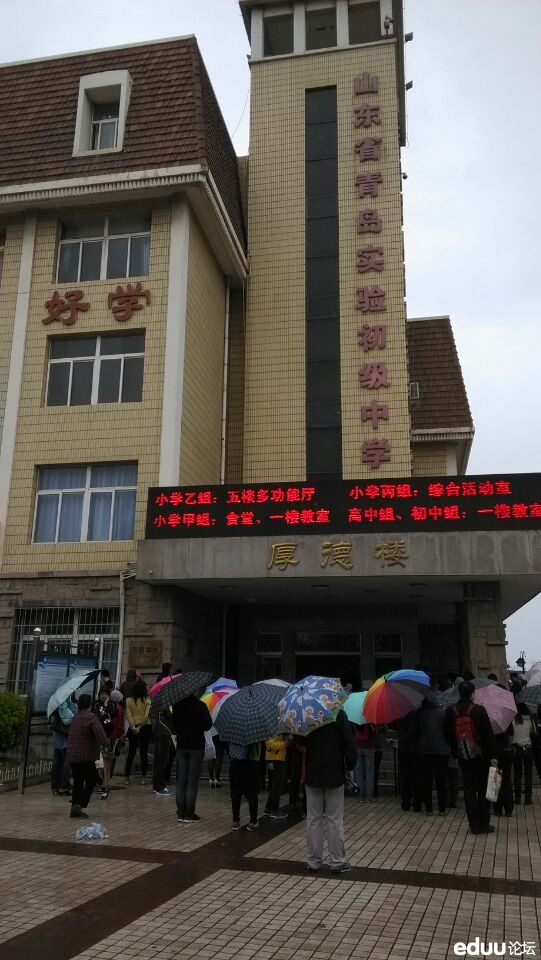 山东省青岛实验初级中学
好学
小学乙组：五楼多功能厅 小学丙组：综合活动室
小学甲组：食堂、一楼教室 高中组、初中组：一楼教室
厚德楼
eduu论坛